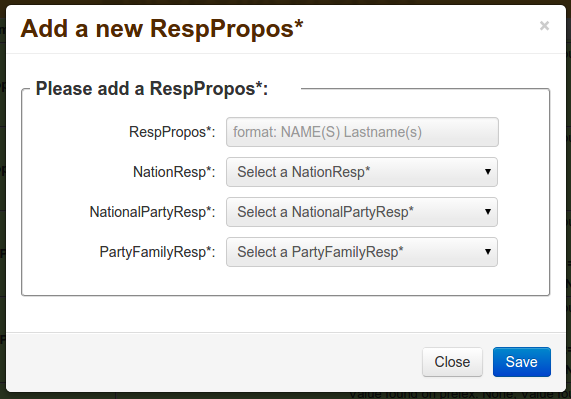 Add a new RespPropos*
×
Please add a RespPropos*:
RespPropos*: format: NAME(S) Lastname(s)
NationResp*: Select a NationResp*
NationalPartyResp*: Select a NationalPartyResp*
PartyFamilyResp*: Select a PartyFamilyResp*
Close Save